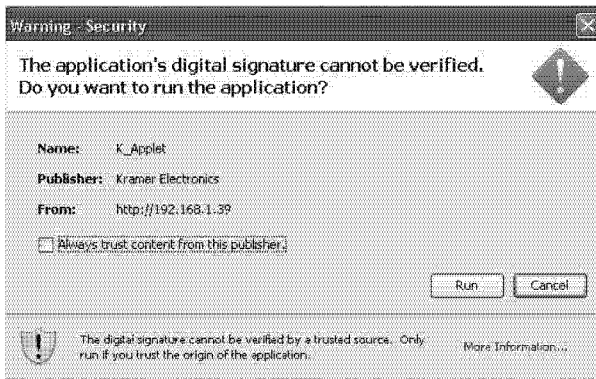 Warning - Security
The application's digital signature cannot be verified.
Do you want to run the application?
Name: K_Applet
Publisher: Kramer Electronics
From: http://192.168.1.39
Always trust content from this publisher.
Run Cancel
The digital signature cannot be verified by a trusted source. Only
run if you trust the origin of the application.
More Information...